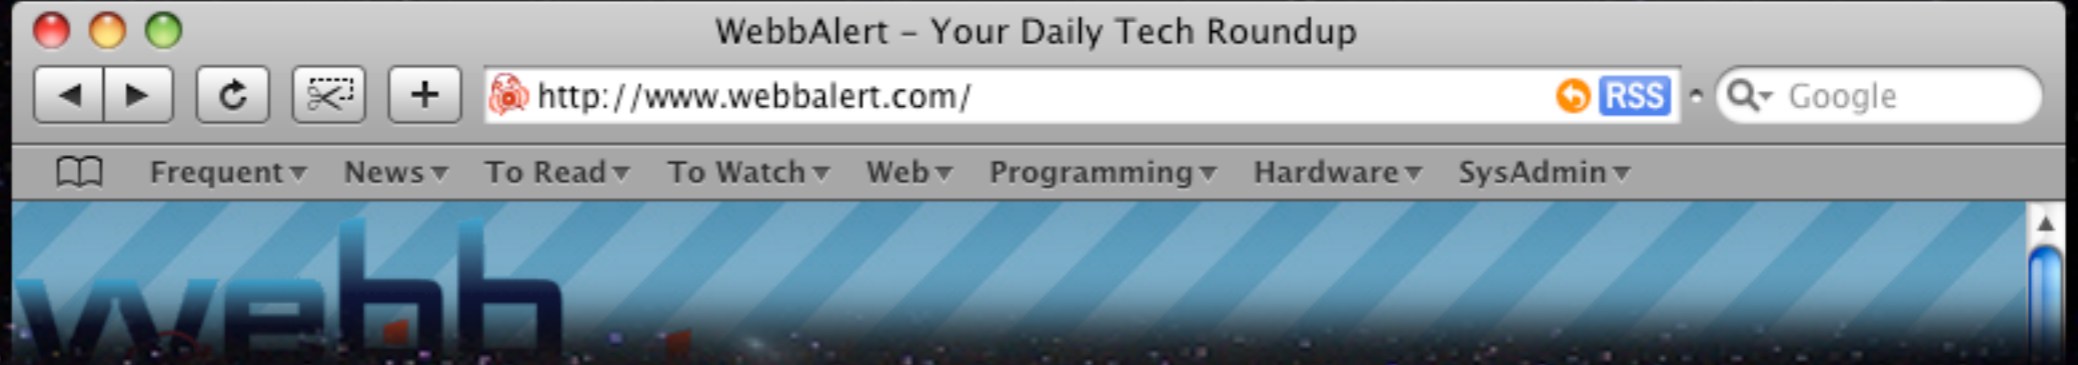 WebbAlert – Your Daily Tech Roundup
http://www.webbalert.com/ RSS Google
Frequent News To Read To Watch Web Programming Hardware SysAdmin
webb